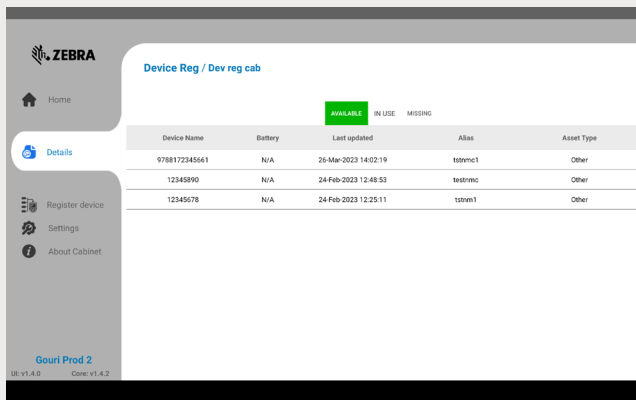 ZEBRA
Device Reg / Dev reg cab
Home
AVAILABLE IN USE MISSING
Device Name Battery Last updated Alias Asset Type
Details
9788172345661 N/A 26-Mar-2023 14:02:19 tstnmc1 Other
12345890 N/A 24-Feb-2023 12:48:53 testnmc Other
12345678 N/A 24-Feb-2023 12:25:11 tstnm1 Other
Register device
Settings
About Cabinet
Gouri Prod 2
UI: v1.4.0 Core: v1.4.2